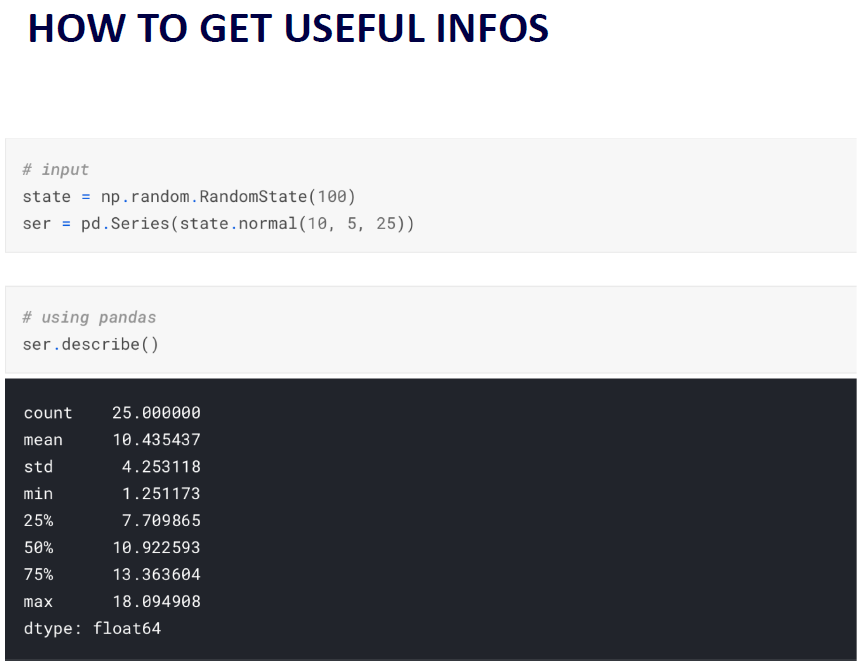 HOW TO GET USEFUL INFOS
# input
state = np.random.RandomState(100)
ser = pd.Series(state.normal(10, 5, 25))
# using pandas
ser.describe()
count    25.000000
mean     10.435437
std       4.253118
min       1.251173
25%       7.709865
50%      10.922593
75%      13.363604
max      18.094908
dtype: float64